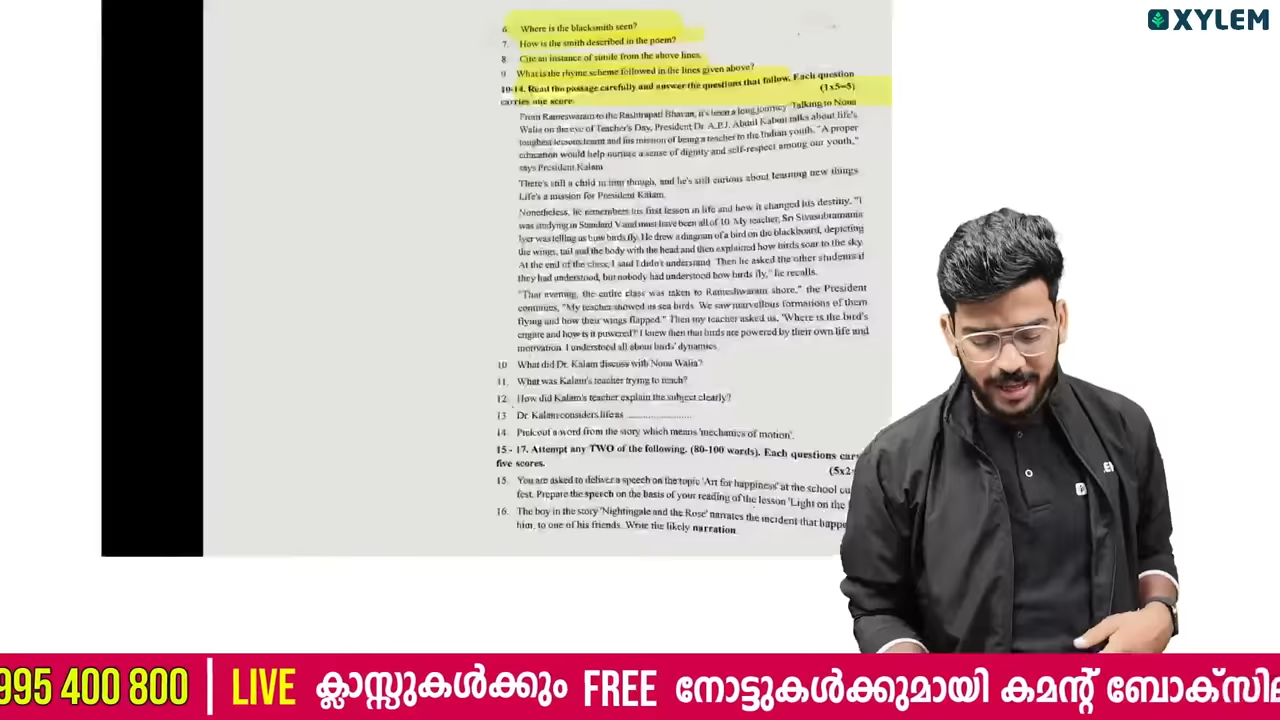 XYLEM
6. Where is the blacksmith seen?
7. How is the smith described in the poem?
8. Cite an instance of simile from the above lines.
9. What is the rhyme scheme followed in the lines given above?
10-14. Read the passage carefully and answer the questions that follow. Each question
carries one score. (1x5=5)
From Rameswaram to the Rashtrapati Bhavan, it's been a long journey. Talking to Nona
Walia on the eve of Teacher's Day, President Dr. A.P.J. Abdul Kalam talks about life's
toughest lessons learnt and his mission of being a teacher to the Indian youth. "A proper
education would help nurture a sense of dignity and self-respect among our youth,"
says President Kalam
There's still a child in him though, and he's still curious about learning new things
Life's a mission for President Kalam.
Nonetheless, he remembers his first lesson in life and how it changed his destiny. "I
was studying in Standard V and must have been all of 10. My teacher, Sri Sivasubramania
Iyer was telling us how birds fly. He drew a diagram of a bird on the blackboard, depicting
the wings, tail and the body with the head and then explained how birds soar to the sky.
At the end of the class, I said I didn't understand. Then he asked the other students if
they had understood, but nobody had understood how birds fly," he recalls.
"That evening, the entire class was taken to Rameshwaram shore," the President
continues, "My teacher showed us sea birds. We saw marvellous formations of them
flying and how their wings flapped." Then my teacher asked us, "Where is the bird's
engine and how is it powered?' I knew then that birds are powered by their own life and
motivation. I understood all about birds' dynamics.
10. What did Dr. Kalam discuss with Nona Walia?
11. What was Kalam's teacher trying to teach?
12. How did Kalam's teacher explain the subject clearly?
13. Dr. Kalam considers life as ......................
14. Pick out a word from the story which means 'mechanics of motion'.
15 - 17. Attempt any TWO of the following. (80-100 words). Each questions
five scores. (5x2
15. You are asked to deliver a speech on the topic 'Art for happiness' at the school
fest. Prepare the speech on the basis of your reading of the lesson 'Light on the
16. The boy in the story 'Nightingale and the Rose' narrates the incident that
him, to one of his friends. Write the likely narration.
995 400 800 | LIVE ക്ലാസ്സുകൾക്കും FREE നോട്ടുകൾക്കുമായി കമന്റ്